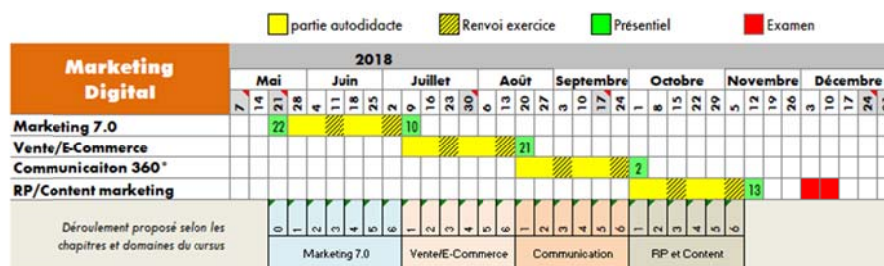 partie autodidacte Renvoi exercice Présentiel Examen
Marketing
Digital
2018
Mai Juin Juillet Août Septembre Octobre Novembre Décembre
7 14 21 28 4 11 18 25 2 9 16 23 30 6 13 20 27 3 10 17 24 1 8 15 22 29 5 12 19 26 3 10 17 24
Marketing 7.0 22 10
Vente/E-Commerce 21
Communicaiton 360° 2
RP/Content marketing 13
Déroulement proposé selon les
chapitres et domaines du cursus
0 1 2 3 4 5 6 1 2 3 4 5 6 1 2 3 4 5 6 1 2 3 4 5 6
Marketing 7.0 Vente/E-Commerce Communication RP et Content